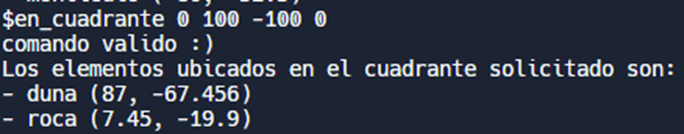 $en_cuadrante 0 100 -100 0
comando valido :)
Los elementos ubicados en el cuadrante solicitado son:
- duna (87, -67.456)
- roca (7.45, -19.9)